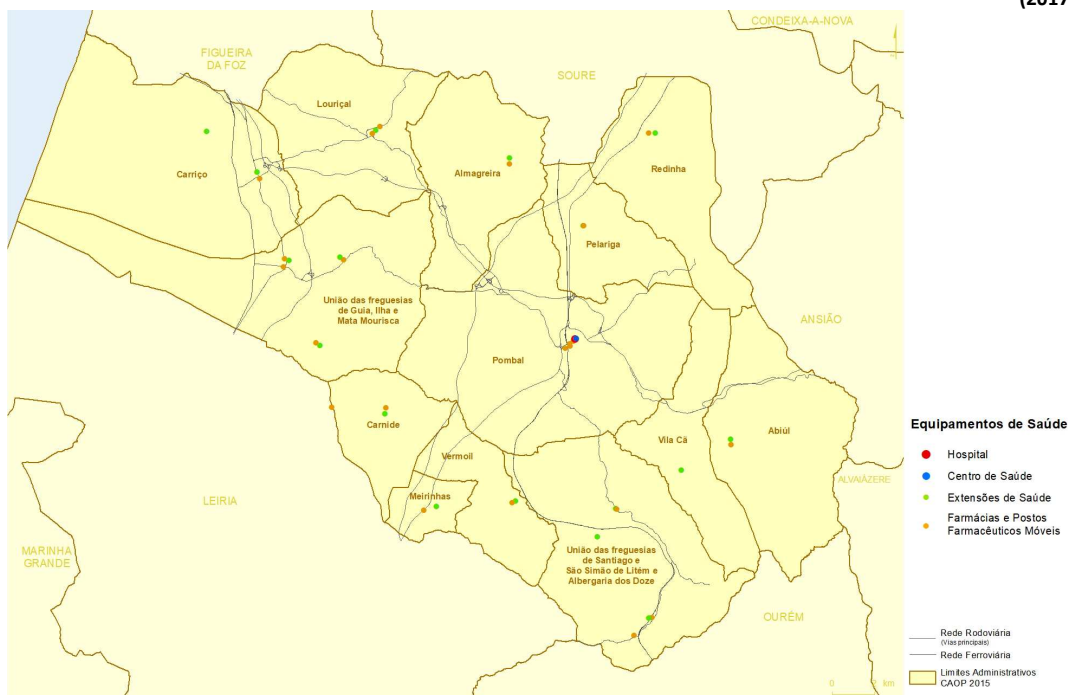 (2017
CONDEIXA-A-NOVA
FIGUEIRA
DA FOZ
SOURE
Louriçal
Carriço
Almagreira
Redinha
Pelariga
União das freguesias
de Guia, Ilha e
Mata Mourisca
ANSIÃO
Pombal
Carnide
Vila Cã
Abiúl
Vermoil
Meirinhas
ALVAIÁZERE
LEIRIA
MARINHA
GRANDE
União das freguesias
de Santiago e
São Simão de Litém e
Albergaria dos Doze
OURÉM
0 2 km
Equipamentos de Saúde
Hospital
Centro de Saúde
Extensões de Saúde
Farmácias e Postos
Farmacêuticos Móveis
Rede Rodoviária
(Vias principais)
Rede Ferroviária
Limites Administrativos
CAOP 2015